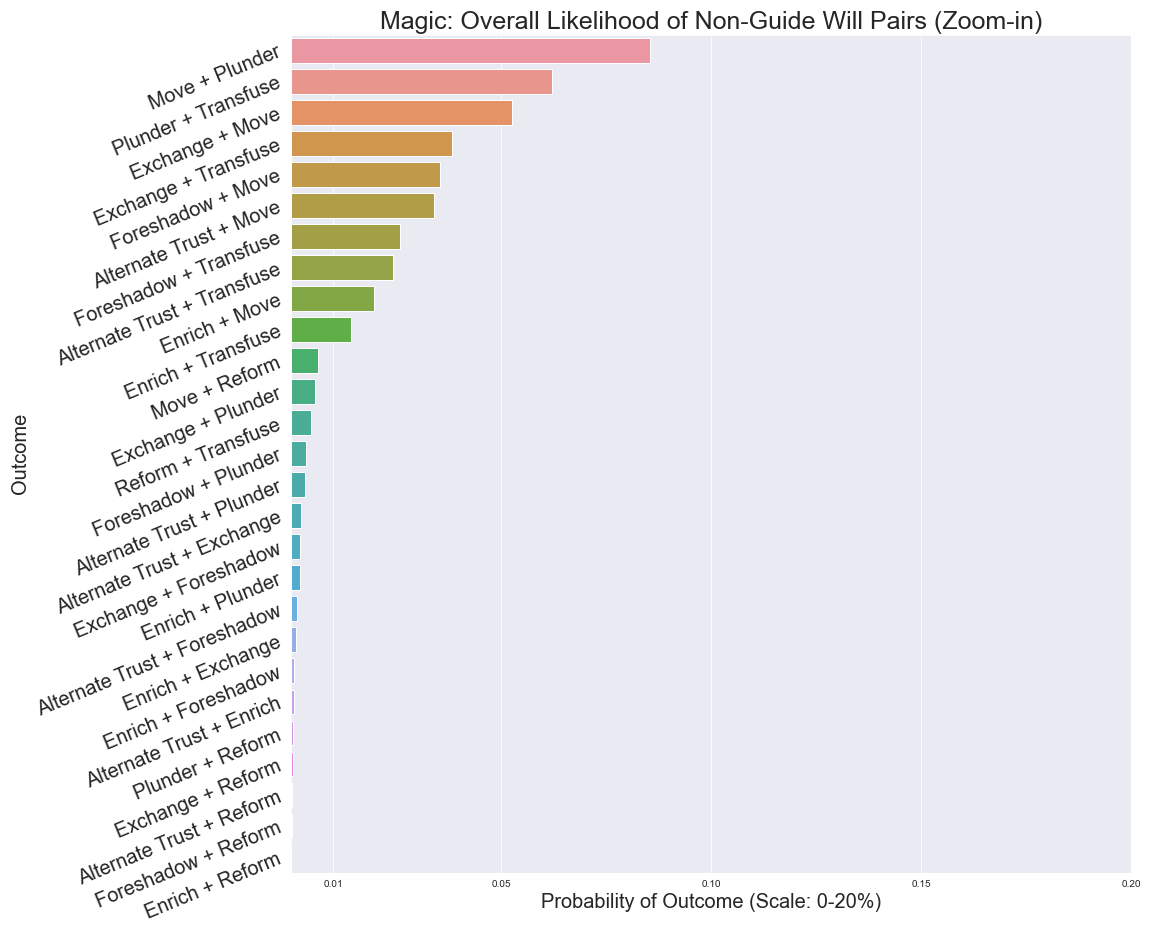 Magic: Overall Likelihood of Non-Guide Will Pairs (Zoom-in)
Move + Plunder
Plunder + Transfuse
Exchange + Move
Exchange + Transfuse
Foreshadow + Move
Alternate Trust + Move
Foreshadow + Transfuse
Alternate Trust + Transfuse
Enrich + Move
Enrich + Transfuse
Move + Reform
Exchange + Plunder
Reform + Transfuse
Foreshadow + Plunder
Alternate Trust + Plunder
Alternate Trust + Exchange
Exchange + Foreshadow
Enrich + Plunder
Alternate Trust + Foreshadow
Enrich + Exchange
Enrich + Foreshadow
Alternate Trust + Enrich
Plunder + Reform
Exchange + Reform
Alternate Trust + Reform
Foreshadow + Reform
Enrich + Reform
Outcome
0.01 0.05 0.10 0.15 0.20
Probability of Outcome (Scale: 0-20%)